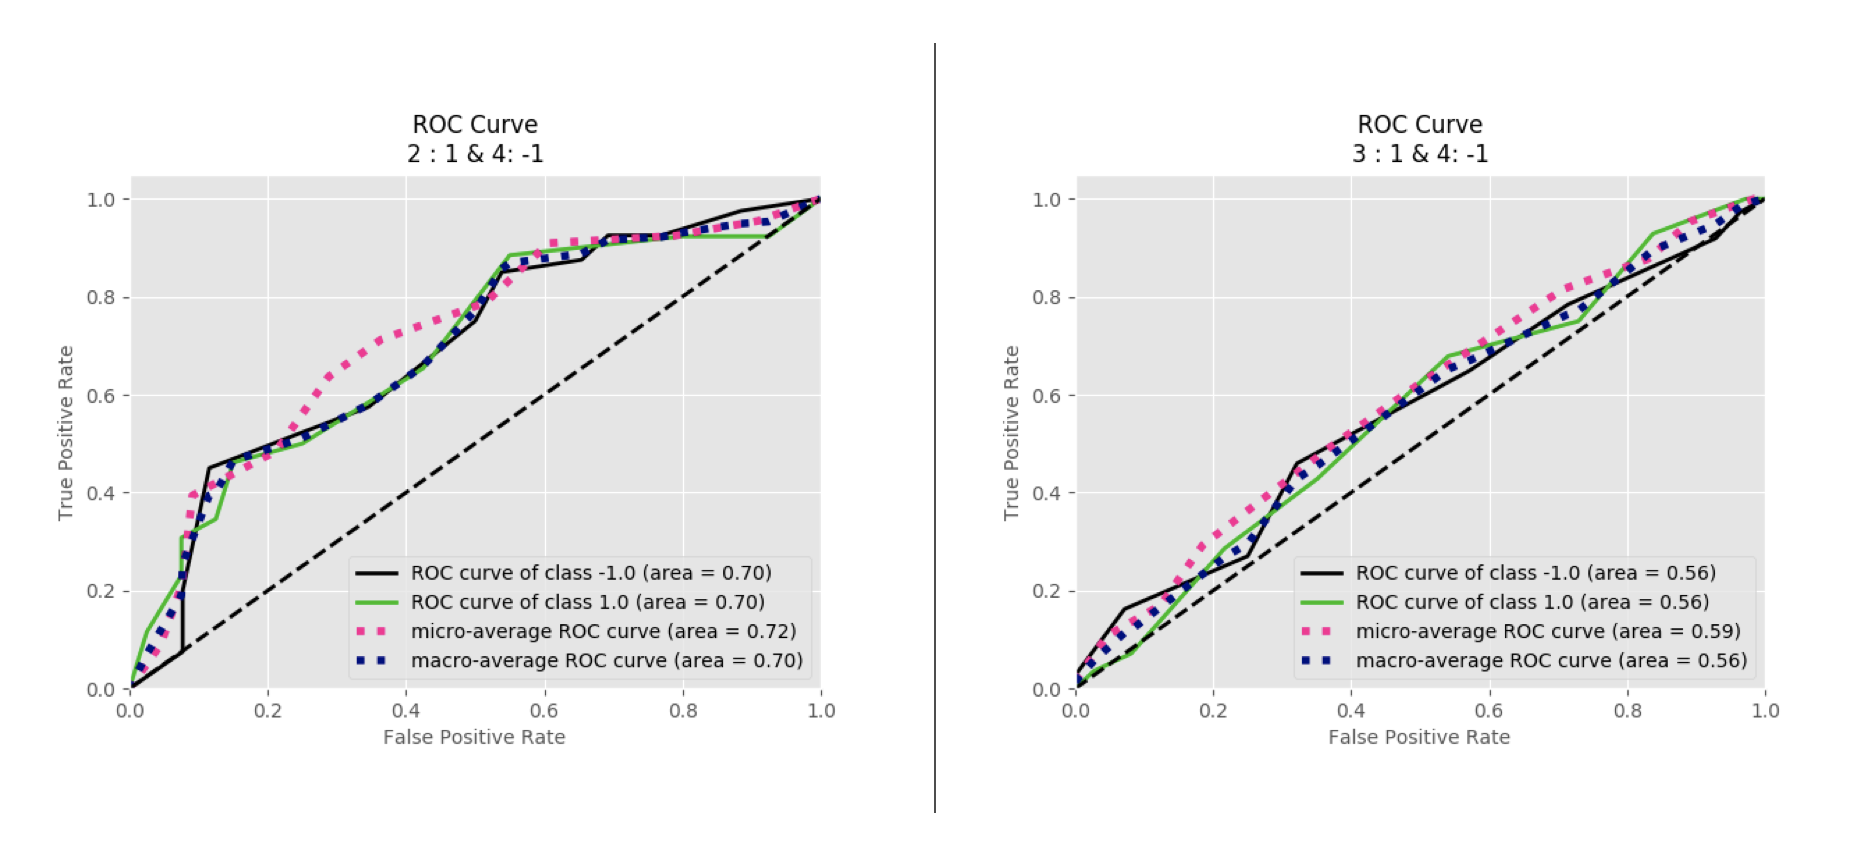 ROC Curve
2 : 1 & 4: -1
1.0
0.8
0.6
0.4
0.2
0.0
True Positive Rate
ROC curve of class -1.0 (area = 0.70)
ROC curve of class 1.0 (area = 0.70)
micro-average ROC curve (area = 0.72)
macro-average ROC curve (area = 0.70)
0.0 0.2 0.4 0.6 0.8 1.0
False Positive Rate
ROC Curve
3 : 1 & 4: -1
1.0
0.8
0.6
0.4
0.2
0.0
True Positive Rate
ROC curve of class -1.0 (area = 0.56)
ROC curve of class 1.0 (area = 0.56)
micro-average ROC curve (area = 0.59)
macro-average ROC curve (area = 0.56)
0.0 0.2 0.4 0.6 0.8 1.0
False Positive Rate